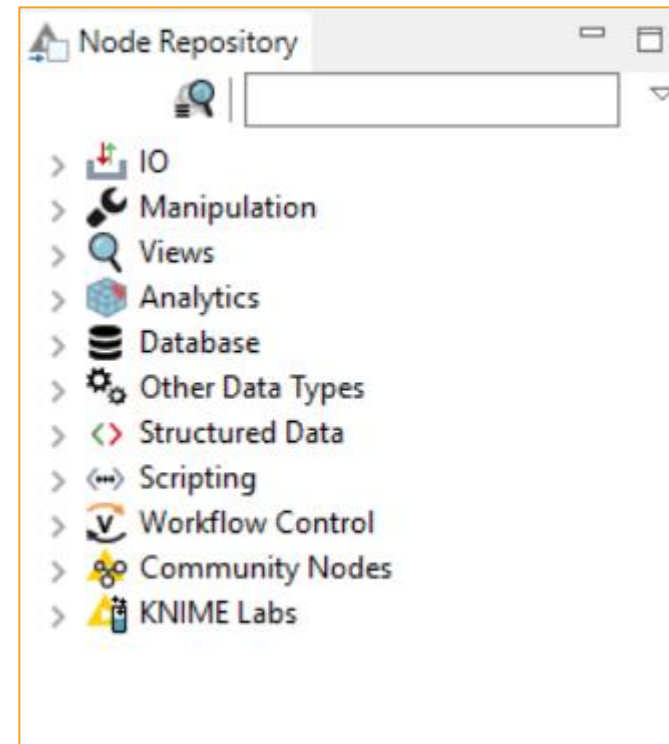 Node Repository
IO
Manipulation
Views
Analytics
Database
Other Data Types
Structured Data
Scripting
Workflow Control
Community Nodes
KNIME Labs